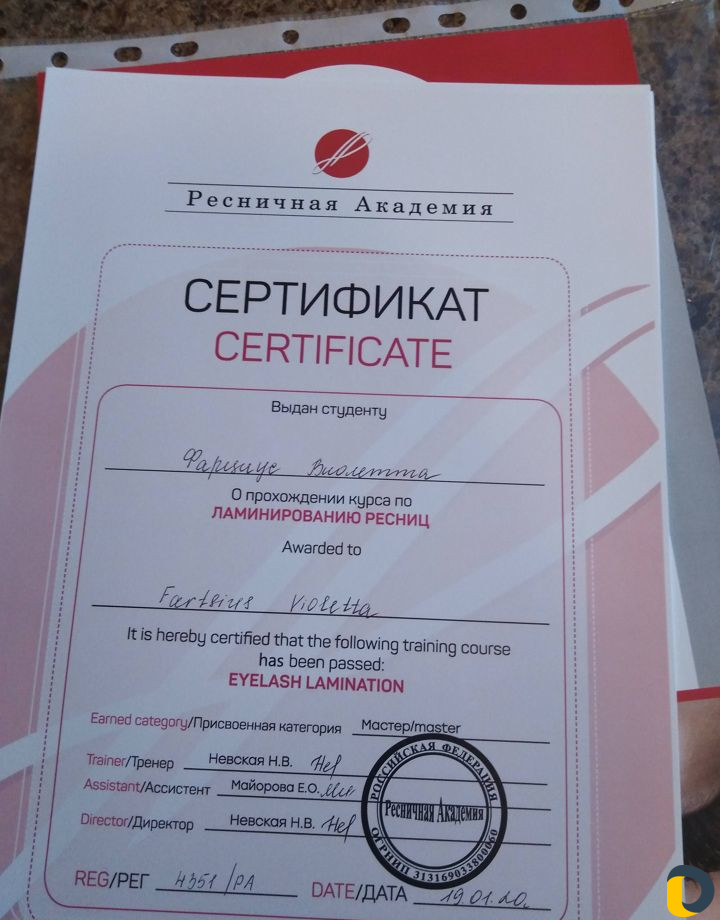 Ресничная Академия
СЕРТИФИКАТ
CERTIFICATE
Выдан студенту
Фарциус Виолетта
О прохождении курса по
ЛАМИНИРОВАНИЮ РЕСНИЦ
Awarded to
Fartsius Violetta
It is hereby certified that the following training course
has been passed:
EYELASH LAMINATION
Earned category/Присвоенная категория Мастер/master
Trainer/Тренер Невская Н.В.
Assistant/Ассистент Майорова Е.О.
Director/Директор Невская Н.В.
РОССИЙСКАЯ ФЕДЕРАЦИЯ
Ресничная Академия
ОГРНИП 313169033800060
REG/РЕГ 4351/РА DATE/ДАТА 19.01.20.